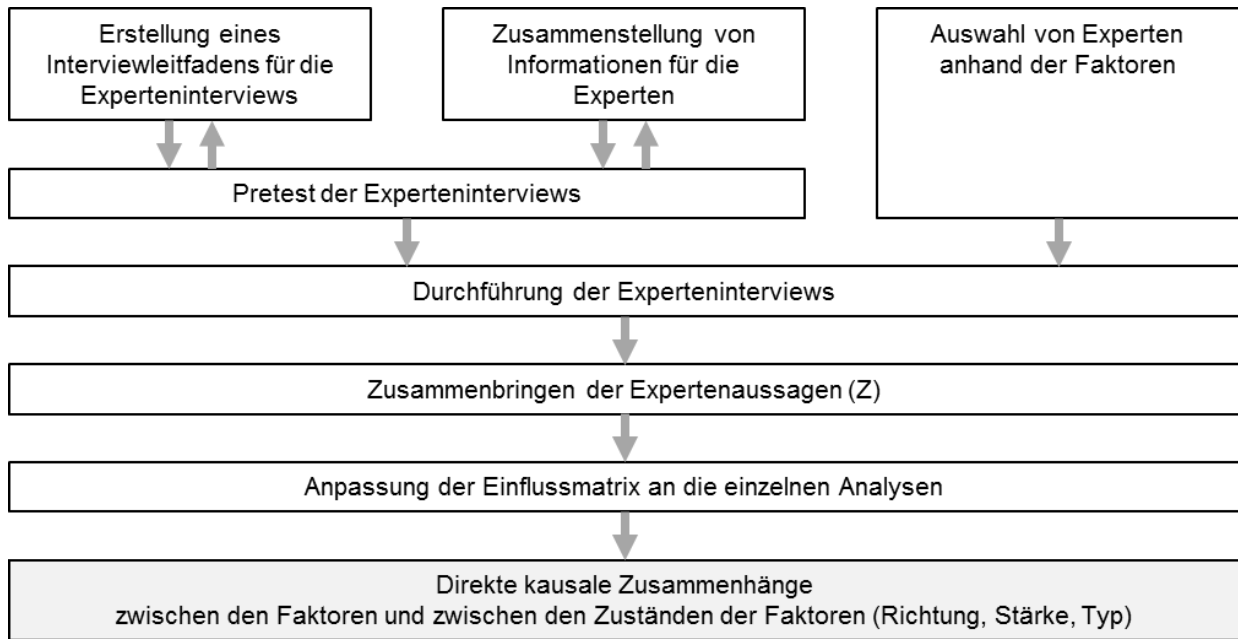 Erstellung eines
Interviewleitfadens für die
Experteninterviews
Zusammenstellung von
Informationen für die
Experten
Auswahl von Experten
anhand der Faktoren
Pretest der Experteninterviews
Durchführung der Experteninterviews
Zusammenbringen der Expertenaussagen (Z)
Anpassung der Einflussmatrix an die einzelnen Analysen
Direkte kausale Zusammenhänge
zwischen den Faktoren und zwischen den Zuständen der Faktoren (Richtung, Stärke, Typ)